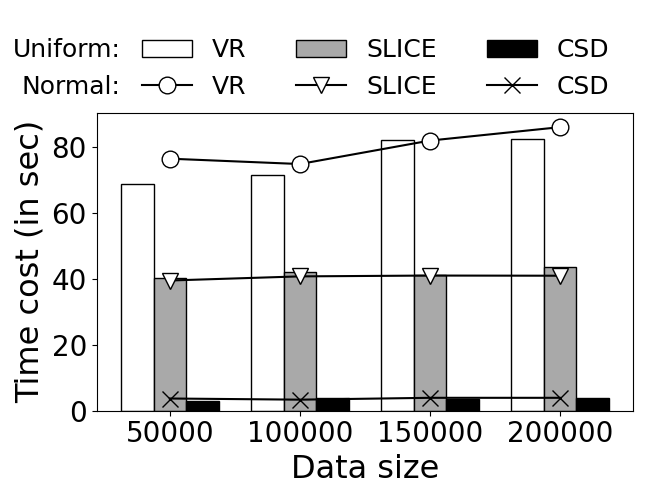 Uniform: VR SLICE CSD
Normal: VR SLICE CSD
Time cost (in sec)
80
60
40
20
0
50000 100000 150000 200000
Data size